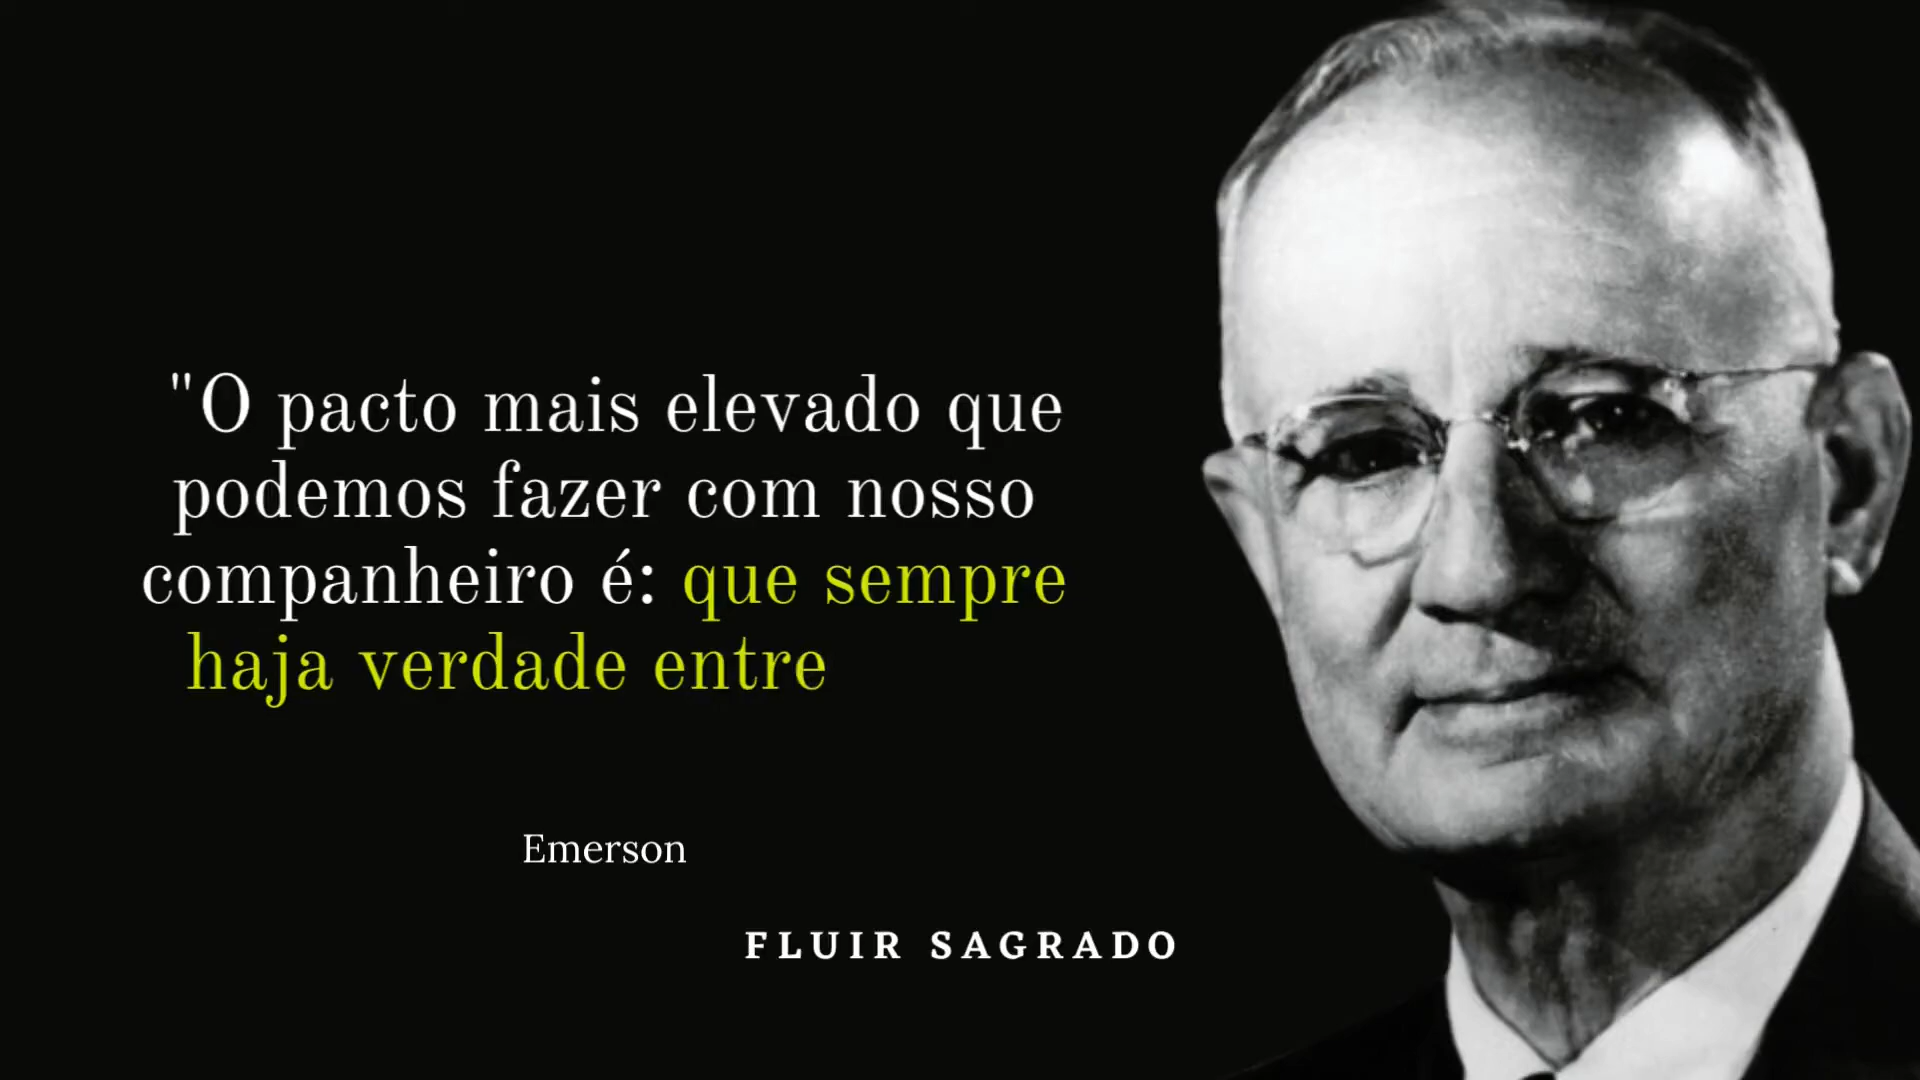 "O pacto mais elevado que
podemos fazer com nosso
companheiro é: que sempre
haja verdade entre
Emerson
FLUIR SAGRADO